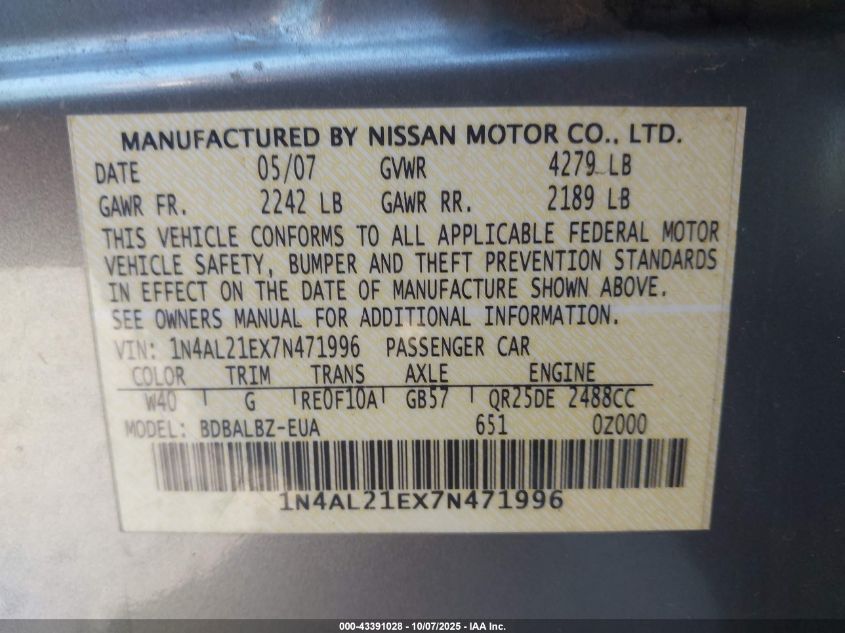 MANUFACTURED BY NISSAN MOTOR CO., LTD.
DATE 05/07 GVWR 4279 LB
GAWR FR. 2242 LB GAWR RR. 2189 LB
THIS VEHICLE CONFORMS TO ALL APPLICABLE FEDERAL MOTOR
VEHICLE SAFETY, BUMPER AND THEFT PREVENTION STANDARDS
IN EFFECT ON THE DATE OF MANUFACTURE SHOWN ABOVE.
SEE OWNERS MANUAL FOR ADDITIONAL INFORMATION.
VIN: 1N4AL21EX7N471996 PASSENGER CAR
COLOR TRIM TRANS AXLE ENGINE
W40 G RE0F10A GB57 QR25DE 2488CC
MODEL: BDBALBZ-EUA 651 0Z000
1N4AL21EX7N471996
000-43391028 - 10/07/2025 - IAA Inc.